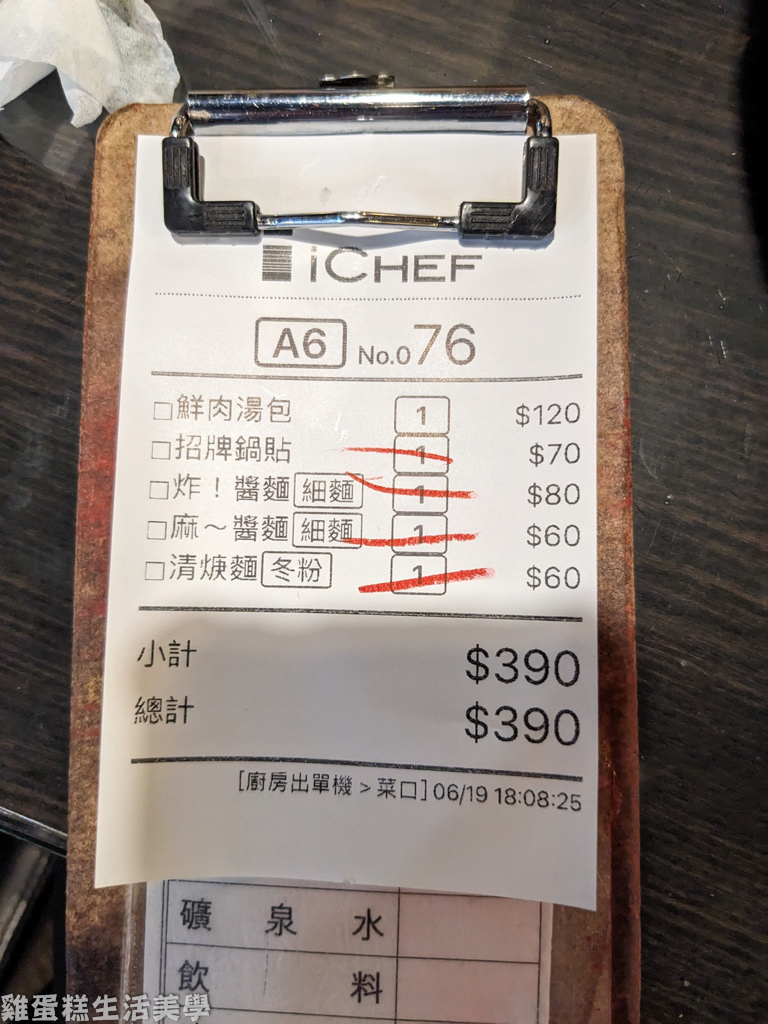 iCHEF
A6 No.076
□鮮肉湯包 1 $120
□招牌鍋貼 1 $70
□炸！醬麵 細麵 1 $80
□麻～醬麵 細麵 1 $60
□清㷫麵 冬粉 1 $60
小計 $390
總計 $390
[廚房出單機 > 菜口] 06/19 18:08:25
礦泉水
飲料
雞蛋糕生活美學